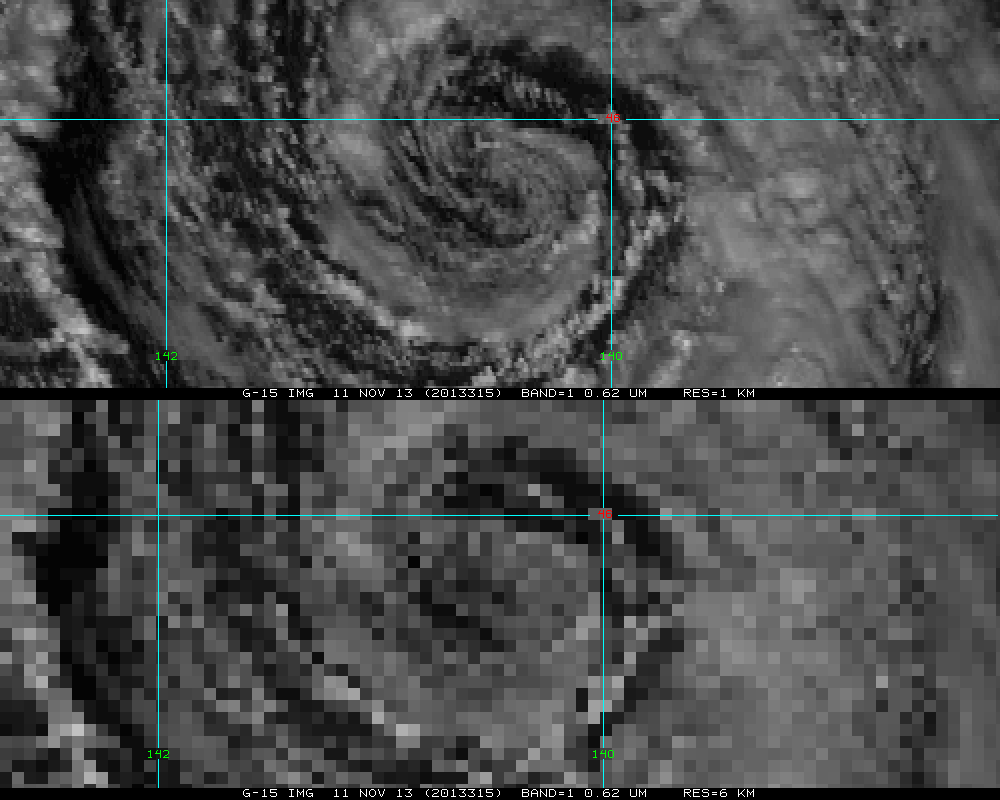 142 140
G-15 IMG 11 NOV 13 (2013315) BAND=1 0.62 UM RES=1 KM
142 140
G-15 IMG 11 NOV 13 (2013315) BAND=1 0.62 UM RES=6 KM